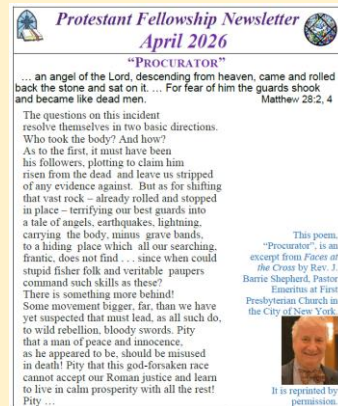 Protestant Fellowship Newsletter
April 2026
“PROCURATOR”
… an angel of the Lord, descending from heaven, came and rolled
back the stone and sat on it. … For fear of him the guards shook
and became like dead men. Matthew 28:2, 4
The questions on this incident
resolve themselves in two basic directions.
Who took the body? And how?
As to the first, it must have been
his followers, plotting to claim him
risen from the dead and leave us stripped
of any evidence against. But as for shifting
that vast rock – already rolled and stopped
in place – terrifying our best guards into
a tale of angels, earthquakes, lightning,
carrying the body, minus grave bands,
to a hiding place which all our searching,
frantic, does not find . . . since when could
stupid fisher folk and veritable paupers
command such skills as these?
There is something more behind!
Some movement bigger, far, than we have
yet suspected that must lead, as all such do,
to wild rebellion, bloody swords. Pity
that a man of peace and innocence,
as he appeared to be, should be misused
in death! Pity that this god-forsaken race
cannot accept our Roman justice and learn
to live in calm prosperity with all the rest!
Pity …
This poem,
“Procurator”, is an
excerpt from Faces at
the Cross by Rev. J.
Barrie Shepherd, Pastor
Emeritus at First
Presbyterian Church in
the City of New York.
It is reprinted by
permission.